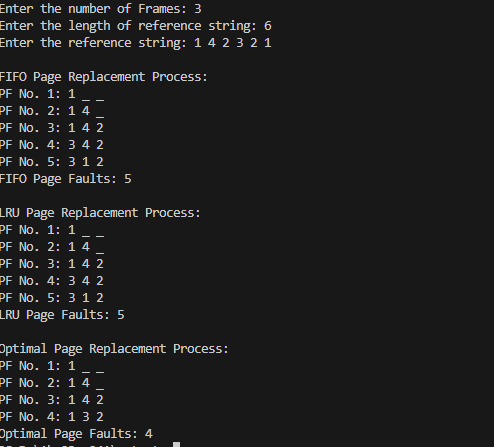 Enter the number of Frames: 3
Enter the length of reference string: 6
Enter the reference string: 1 4 2 3 2 1
FIFO Page Replacement Process:
PF No. 1: 1 _ _
PF No. 2: 1 4 _
PF No. 3: 1 4 2
PF No. 4: 3 4 2
PF No. 5: 3 1 2
FIFO Page Faults: 5
LRU Page Replacement Process:
PF No. 1: 1 _ _
PF No. 2: 1 4 _
PF No. 3: 1 4 2
PF No. 4: 3 4 2
PF No. 5: 3 1 2
LRU Page Faults: 5
Optimal Page Replacement Process:
PF No. 1: 1 _ _
PF No. 2: 1 4 _
PF No. 3: 1 4 2
PF No. 4: 1 3 2
Optimal Page Faults: 4